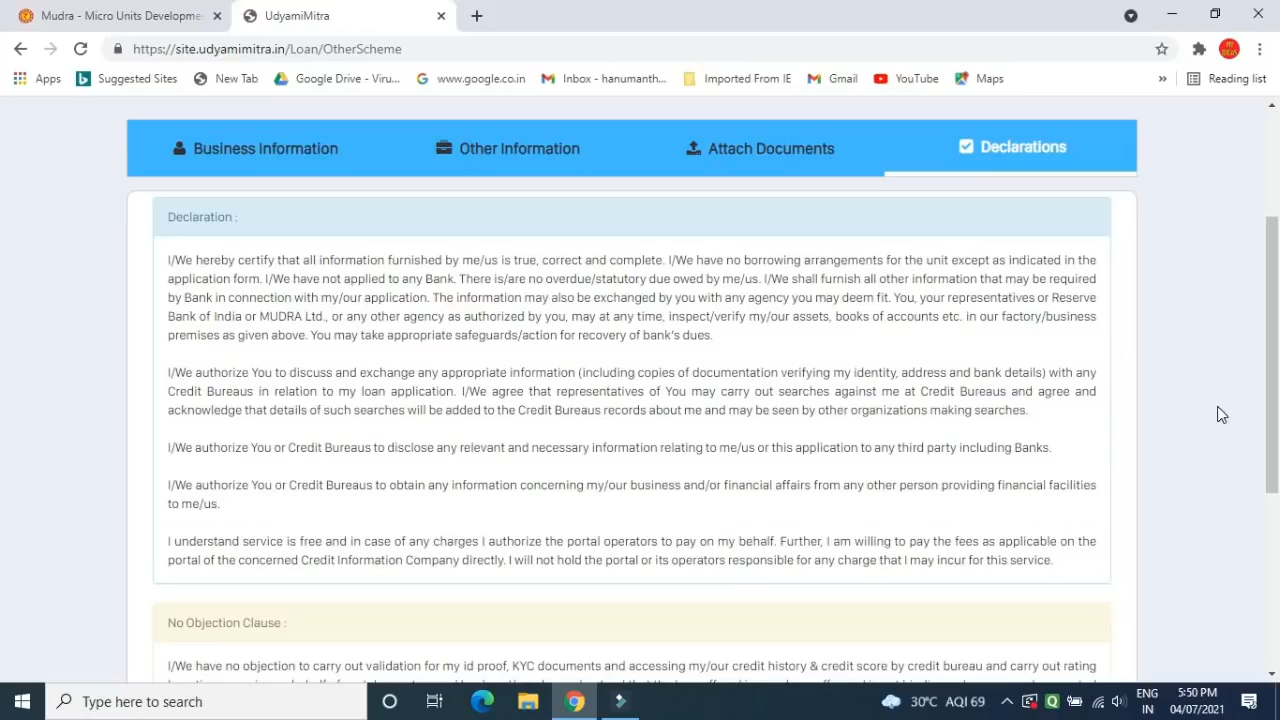 Mudra - Micro Units Developme
UdyamiMitra
https://site.udyamimitra.in/Loan/OtherScheme
Apps
Suggested Sites
New Tab
Google Drive - Viru...
www.google.co.in
Inbox - hanumanth...
Imported From IE
Gmail
YouTube
Maps
»
Reading list
Business Information
Other Information
Attach Documents
Declarations
Declaration :
I/We hereby certify that all information furnished by me/us is true, correct and complete. I/We have no borrowing arrangements for the unit except as indicated in the
application form. I/We have not applied to any Bank. There is/are no overdue/statutory due owed by me/us. I/We shall furnish all other information that may be required
by Bank in connection with my/our application. The information may also be exchanged by you with any agency you may deem fit. You, your representatives or Reserve
Bank of India or MUDRA Ltd., or any other agency as authorized by you, may at any time, inspect/verify my/our assets, books of accounts etc. in our factory/business
premises as given above. You may take appropriate safeguards/action for recovery of bank's dues.
I/We authorize You to discuss and exchange any appropriate information (including copies of documentation verifying my identity, address and bank details) with any
Credit Bureaus in relation to my loan application. I/We agree that representatives of You may carry out searches against me at Credit Bureaus and agree and
acknowledge that details of such searches will be added to the Credit Bureaus records about me and may be seen by other organizations making searches.
I/We authorize You or Credit Bureaus to disclose any relevant and necessary information relating to me/us or this application to any third party including Banks.
I/We authorize You or Credit Bureaus to obtain any information concerning my/our business and/or financial affairs from any other person providing financial facilities
to me/us.
I understand service is free and in case of any charges I authorize the portal operators to pay on my behalf. Further, I am willing to pay the fees as applicable on the
portal of the concerned Credit Information Company directly. I will not hold the portal or its operators responsible for any charge that I may incur for this service.
No Objection Clause :
I/We have no objection to carry out validation for my id proof, KYC documents and accessing my/our credit history & credit score by credit bureau and carry out rating
Type here to search
30°C AQI 69
ENG
IN
5:50 PM
04/07/2021